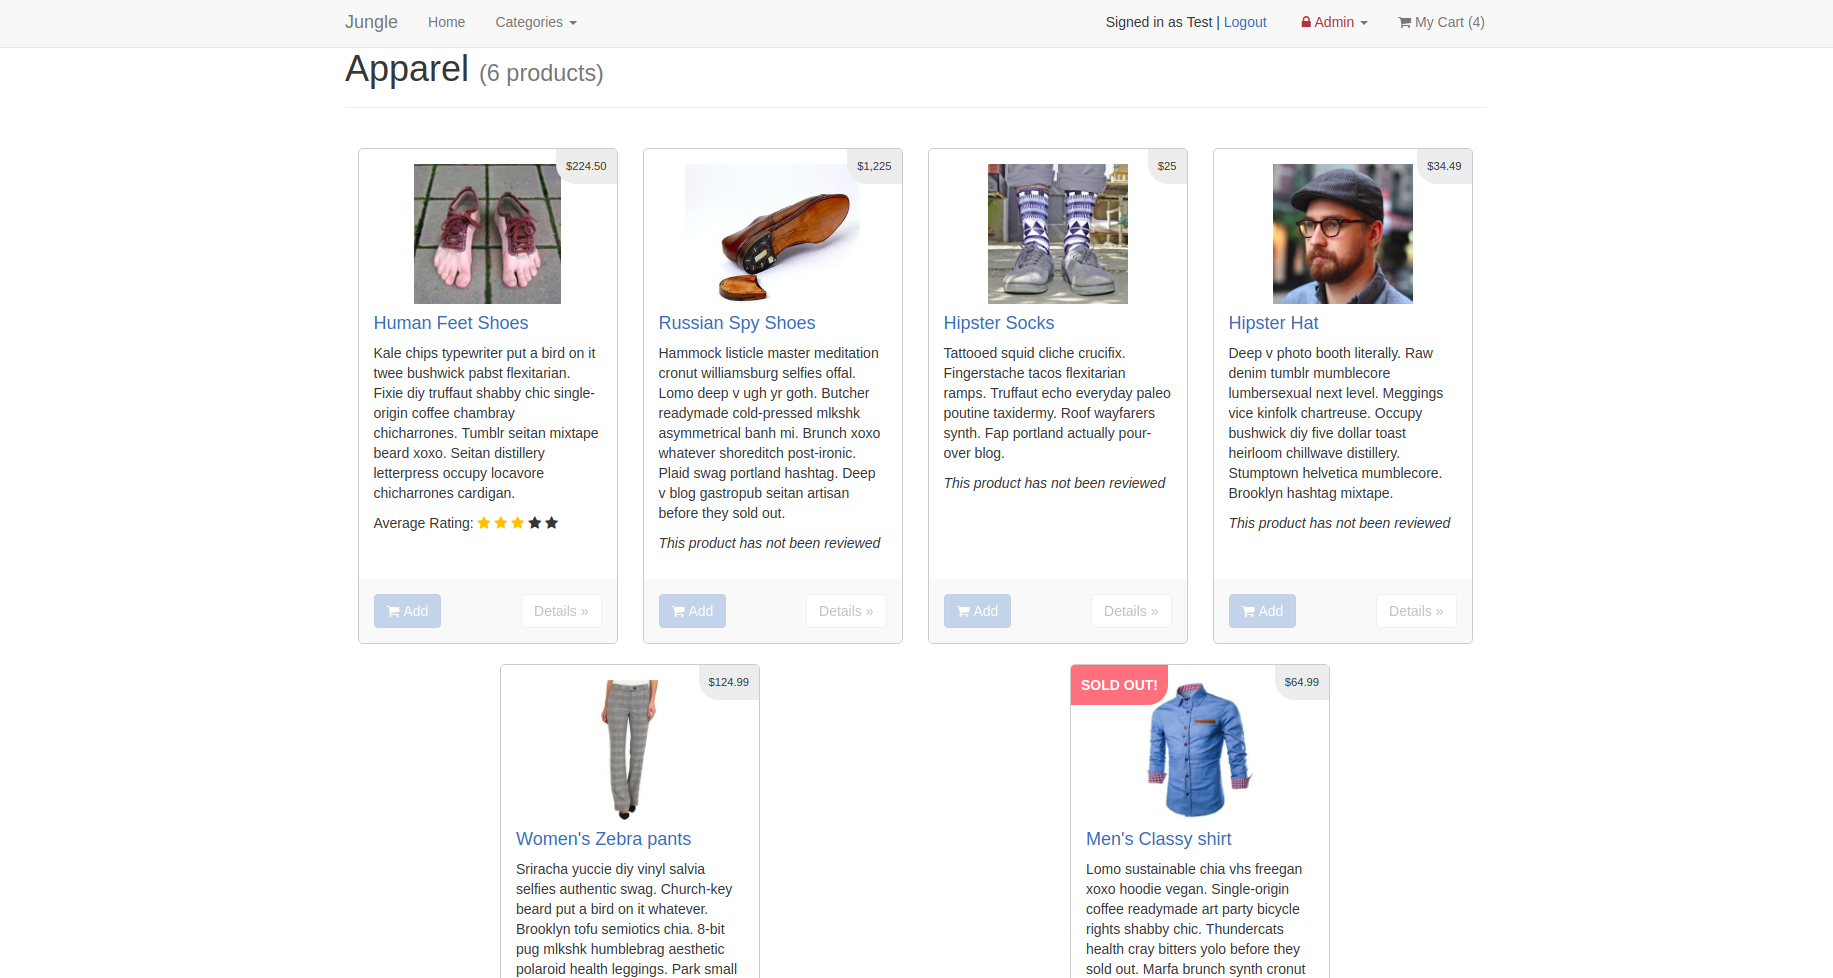 Jungle Home Categories Signed in as Test | Logout Admin My Cart (4)
Apparel (6 products)
$224.50
Human Feet Shoes
Kale chips typewriter put a bird on it
twee bushwick pabst flexitarian.
Fixie diy truffaut shabby chic single-
origin coffee chambray
chicharrones. Tumblr seitan mixtape
beard xoxo. Seitan distillery
letterpress occupy locavore
chicharrones cardigan.
Average Rating:
Add Details »
$1,225
Russian Spy Shoes
Hammock listicle master meditation
cronut williamsburg selfies offal.
Lomo deep v ugh yr goth. Butcher
readymade cold-pressed mlkshk
asymmetrical banh mi. Brunch xoxo
whatever shoreditch post-ironic.
Plaid swag portland hashtag. Deep
v blog gastropub seitan artisan
before they sold out.
This product has not been reviewed
Add Details »
$25
Hipster Socks
Tattooed squid cliche crucifix.
Fingerstache tacos flexitarian
ramps. Truffaut echo everyday paleo
poutine taxidermy. Roof wayfarers
synth. Fap portland actually pour-
over blog.
This product has not been reviewed
Add Details »
$34.49
Hipster Hat
Deep v photo booth literally. Raw
denim tumblr mumblecore
lumbersexual next level. Meggings
vice kinfolk chartreuse. Occupy
bushwick diy five dollar toast
heirloom chillwave distillery.
Stumptown helvetica mumblecore.
Brooklyn hashtag mixtape.
This product has not been reviewed
Add Details »
$124.99
Women's Zebra pants
Sriracha yuccie diy vinyl salvia
selfies authentic swag. Church-key
beard put a bird on it whatever.
Brooklyn tofu semiotics chia. 8-bit
pug mlkshk humblebrag aesthetic
polaroid health leggings. Park small
SOLD OUT! $64.99
Men's Classy shirt
Lomo sustainable chia vhs freegan
xoxo hoodie vegan. Single-origin
coffee readymade art party bicycle
rights shabby chic. Thundercats
health cray bitters yolo before they
sold out. Marfa brunch synth cronut